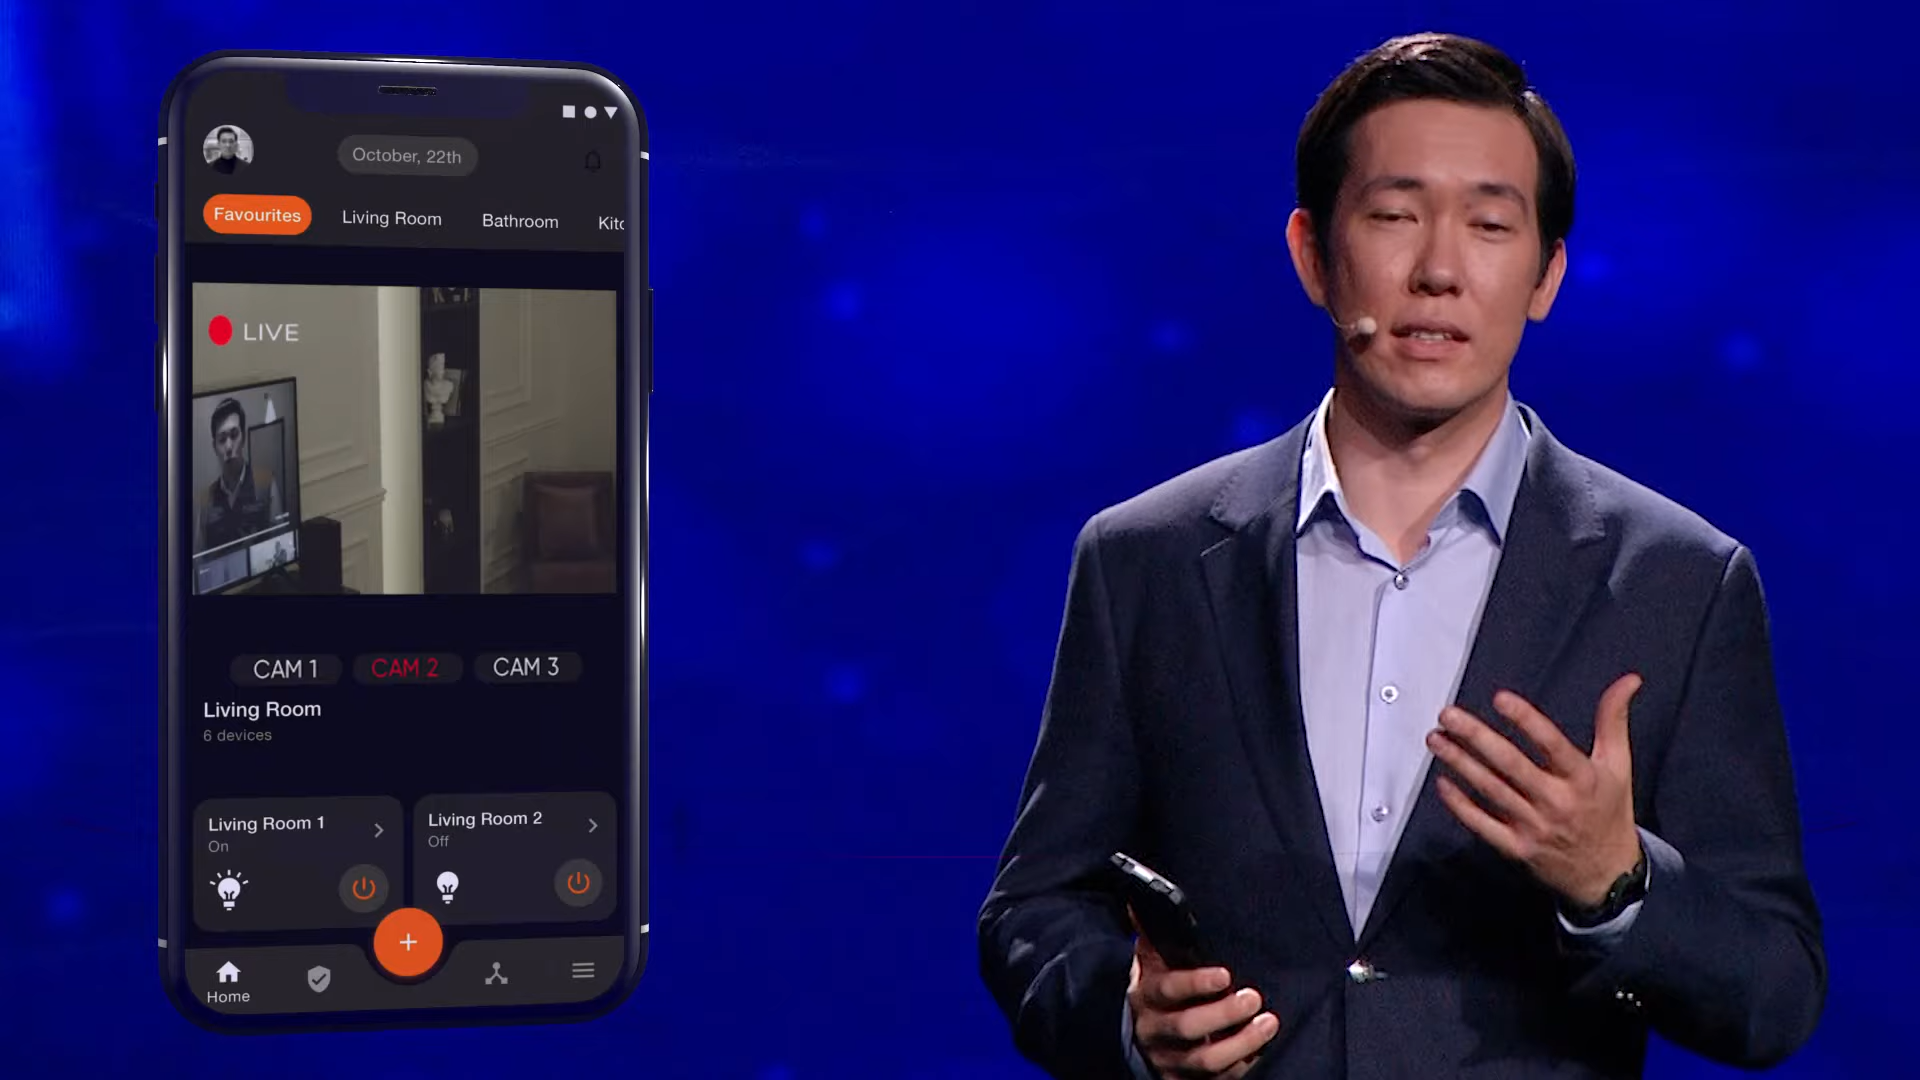 October, 22th
Favourites
Living Room
Bathroom
Kitc
LIVE
CAM 1
CAM 2
CAM 3
Living Room
6 devices
Living Room 1
On
Living Room 2
Off
Home